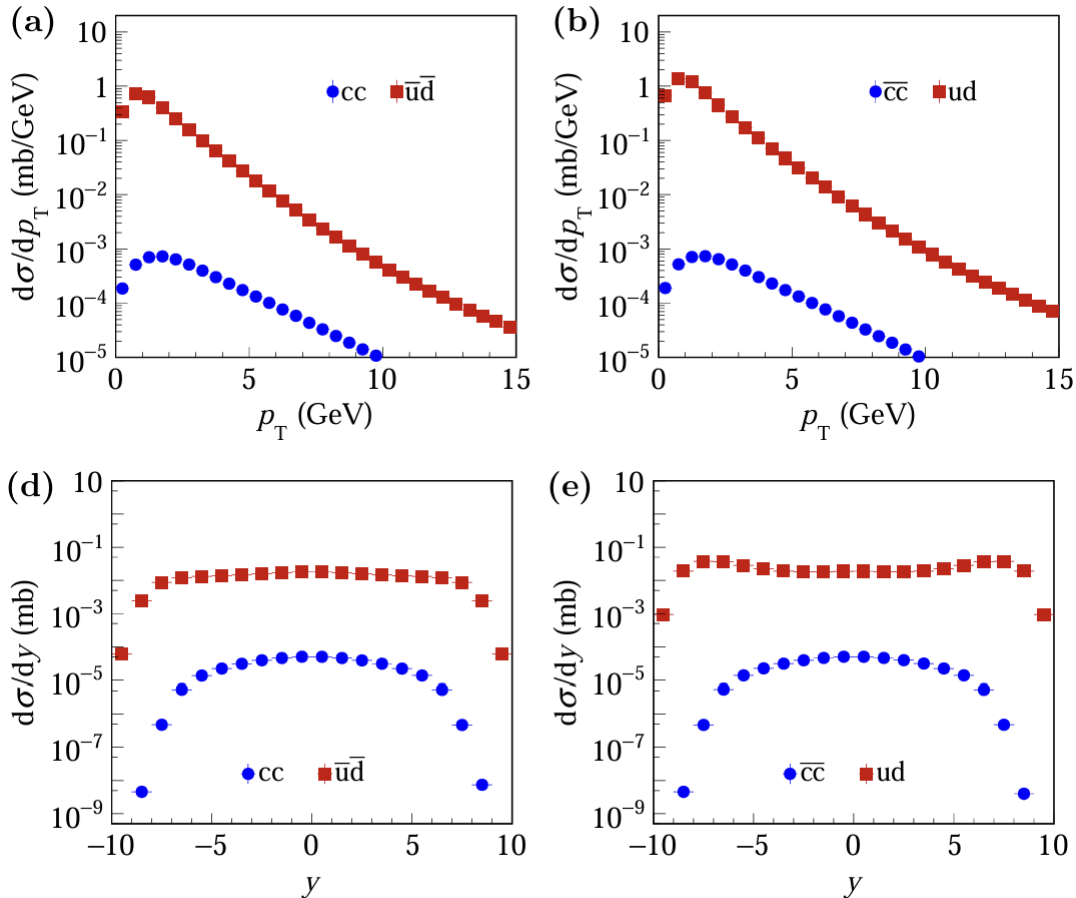 (a)
10
1
10⁻¹
10⁻²
10⁻³
10⁻⁴
10⁻⁵
dσ/dp_T (mb/GeV)
cc u̅d̅
0 5 10 15
p_T (GeV)
(b)
10
1
10⁻¹
10⁻²
10⁻³
10⁻⁴
10⁻⁵
dσ/dp_T (mb/GeV)
c̅c̅ ud
0 5 10 15
p_T (GeV)
(d)
10
10⁻¹
10⁻³
10⁻⁵
10⁻⁷
10⁻⁹
dσ/dy (mb)
cc u̅d̅
−10 −5 0 5 10
y
(e)
10
10⁻¹
10⁻³
10⁻⁵
10⁻⁷
10⁻⁹
dσ/dy (mb)
c̅c̅ ud
−10 −5 0 5 10
y